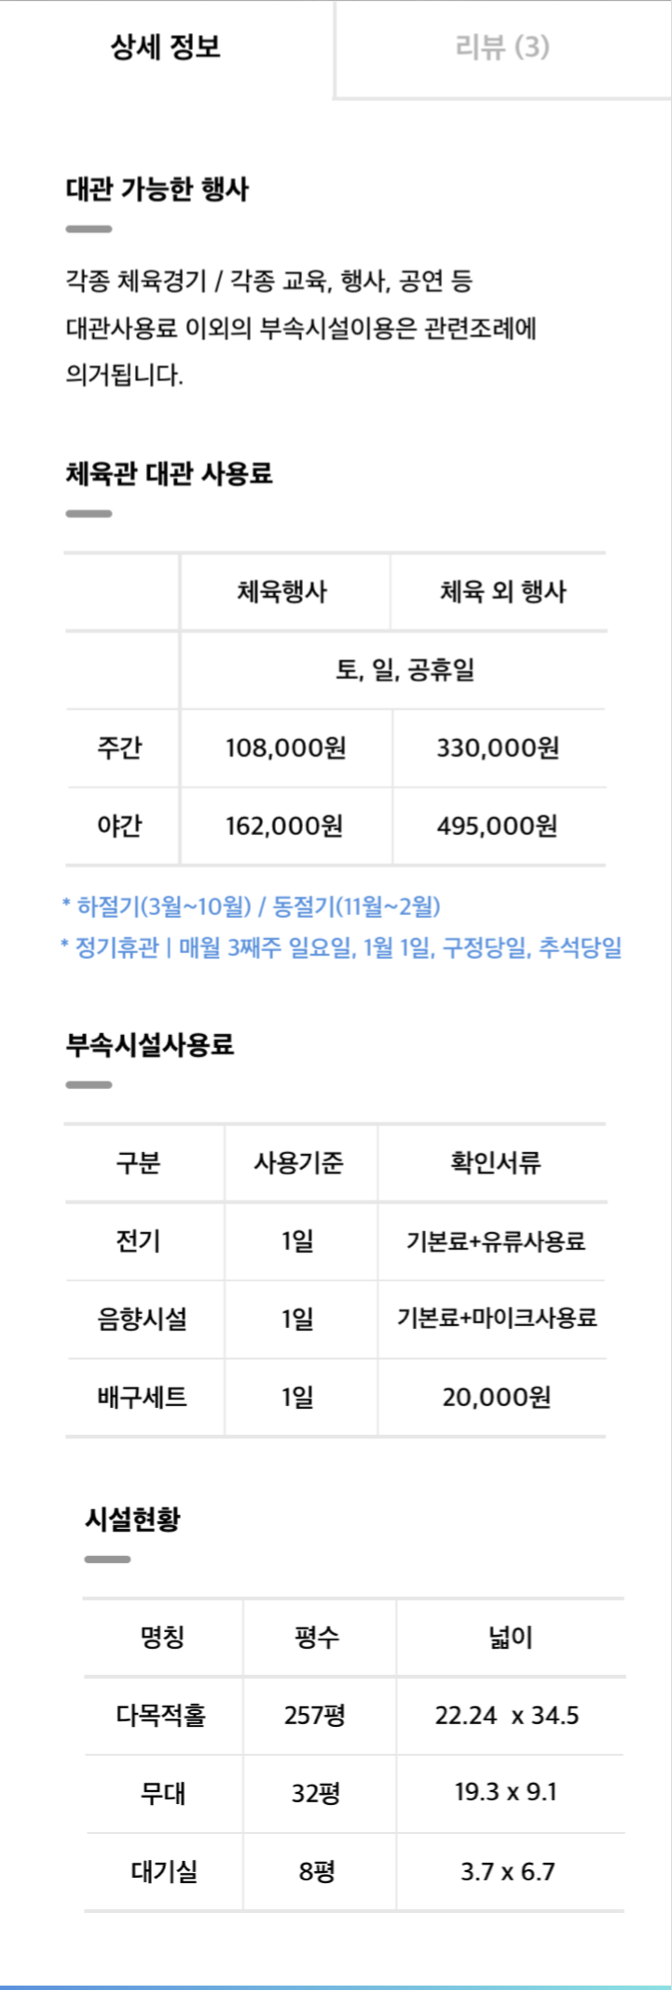 상세 정보
리뷰 (3)
대관 가능한 행사
각종 체육경기 / 각종 교육, 행사, 공연 등
대관사용료 이외의 부속시설이용은 관련조례에
의거됩니다.
체육관 대관 사용료
체육행사 체육 외 행사
토, 일, 공휴일
주간 108,000원 330,000원
야간 162,000원 495,000원
* 하절기(3월~10월) / 동절기(11월~2월)
* 정기휴관 | 매월 3째주 일요일, 1월 1일, 구정당일, 추석당일
부속시설사용료
구분 사용기준 확인서류
전기 1일 기본료+유류사용료
음향시설 1일 기본료+마이크사용료
배구세트 1일 20,000원
시설현황
명칭 평수 넓이
다목적홀 257평 22.24 x 34.5
무대 32평 19.3 x 9.1
대기실 8평 3.7 x 6.7